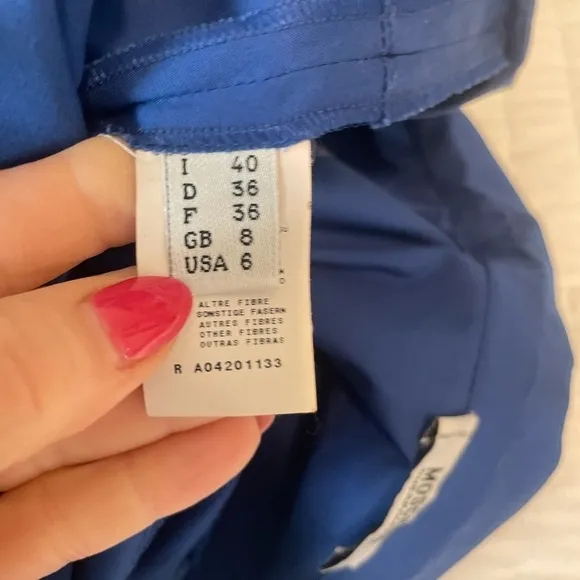 I 40
D 36
F 36
GB 8
USA 6
ALTRE FIBRE
SONSTIGE FASERN
AUTRES FIBRES
OTHER FIBRES
OUTRAS FIBRAS
R A04201133